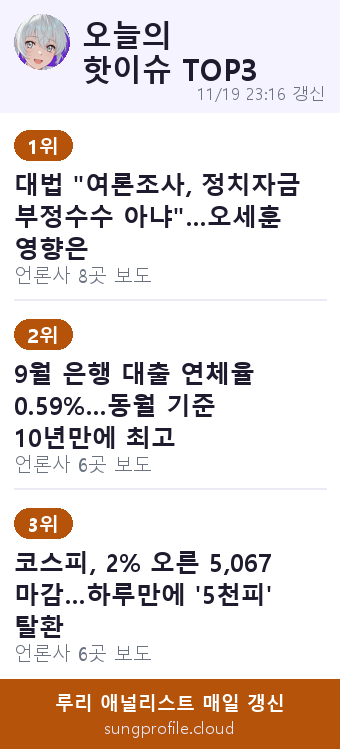 오늘의
핫이슈 TOP3
11/19 23:16 갱신
1위
대법 "여론조사, 정치자금
부정수수 아냐"...오세훈
영향은
언론사 8곳 보도
2위
9월 은행 대출 연체율
0.59%...동월 기준
10년만에 최고
언론사 6곳 보도
3위
코스피, 2% 오른 5,067
마감...하루만에 '5천피'
탈환
언론사 6곳 보도
루리 애널리스트 매일 갱신
sungprofile.cloud